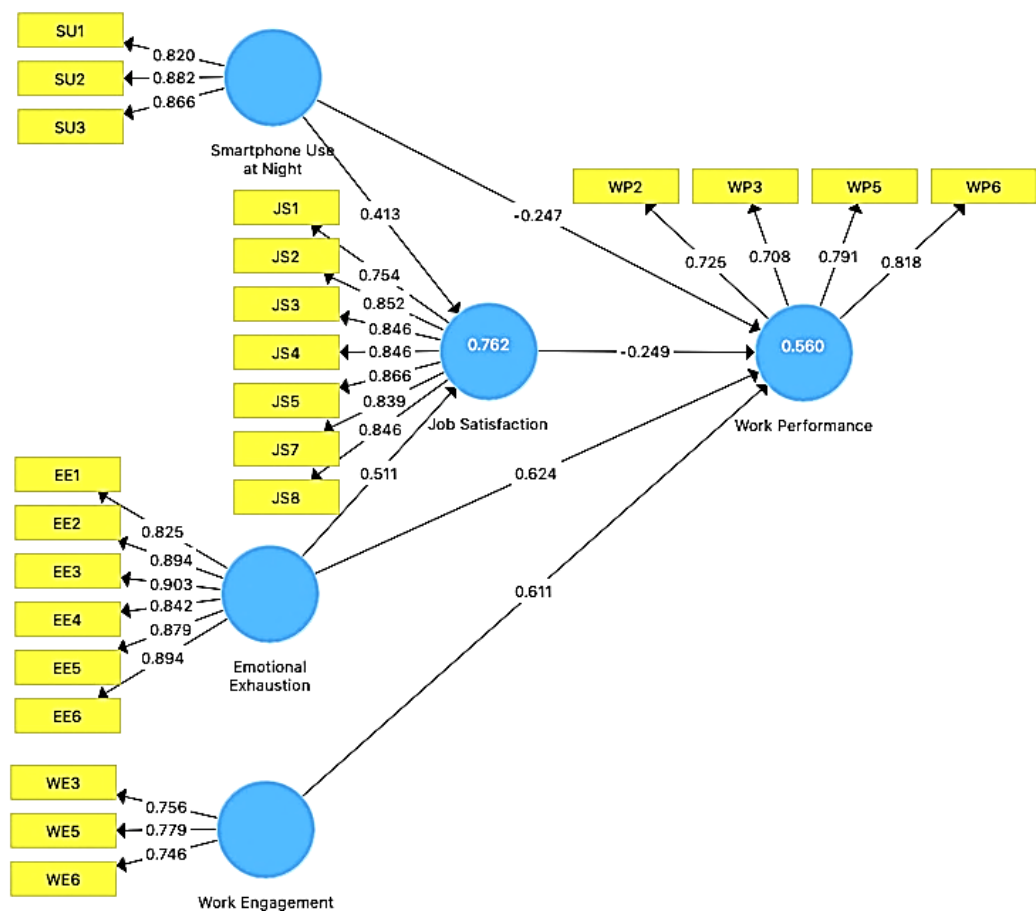 SU1
0.820
SU2
0.882
SU3
0.866
Smartphone Use
at Night
0.413
-0.247
JS1
0.754
JS2
0.852
JS3
0.846
JS4
0.846
JS5
0.866
JS7
0.839
JS8
0.846
0.762
Job Satisfaction
-0.249
WP2
WP3
WP5
WP6
0.725
0.708
0.791
0.818
0.560
Work Performance
0.511
0.624
0.611
EE1
0.825
EE2
0.894
EE3
0.903
EE4
0.842
EE5
0.879
EE6
0.894
Emotional
Exhaustion
WE3
0.756
WE5
0.779
WE6
0.746
Work Engagement